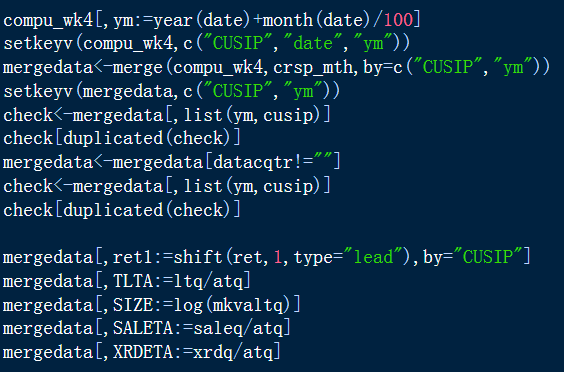 compu_wk4[,ym:=year(date)+month(date)/100]
setkeyv(compu_wk4,c("CUSIP","date","ym"))
mergedata<-merge(compu_wk4,crsp_mth,by=c("CUSIP","ym"))
setkeyv(mergedata,c("CUSIP","ym"))
check<-mergedata[,list(ym,cusip)]
check[duplicated(check)]
mergedata<-mergedata[datacqtr!=""]
check<-mergedata[,list(ym,cusip)]
check[duplicated(check)]
mergedata[,ret1:=shift(ret,1,type="lead"),by="CUSIP"]
mergedata[,TLTA:=ltq/atq]
mergedata[,SIZE:=log(mkvaltq)]
mergedata[,SALETA:=saleq/atq]
mergedata[,XRDETA:=xrdq/atq]